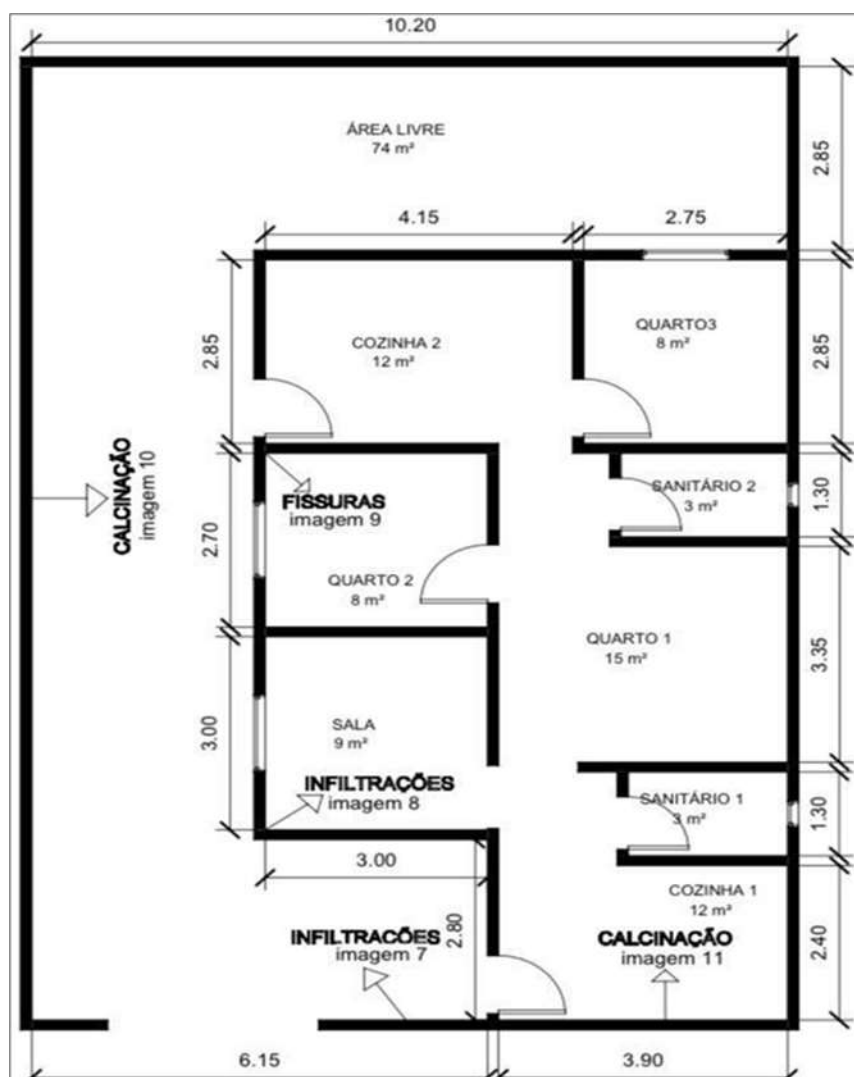 10.20
ÁREA LIVRE
74 m²
2.85
4.15
2.75
COZINHA 2
12 m²
QUARTO3
8 m²
2.85
2.85
CALCINAÇÃO
imagem 10
FISSURAS
imagem 9
SANITÁRIO 2
3 m²
1.30
2.70
QUARTO 2
8 m²
QUARTO 1
15 m²
3.35
SALA
9 m²
3.00
INFILTRAÇÕES
imagem 8
SANITÁRIO 1
3 m²
1.30
3.00
COZINHA 1
12 m²
INFILTRAÇÕES
imagem 7
2.80
CALCINAÇÃO
imagem 11
2.40
6.15
3.90